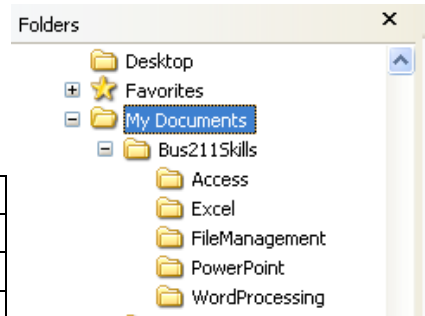 Folders
Desktop
Favorites
My Documents
Bus211Skills
Access
Excel
FileManagement
PowerPoint
WordProcessing